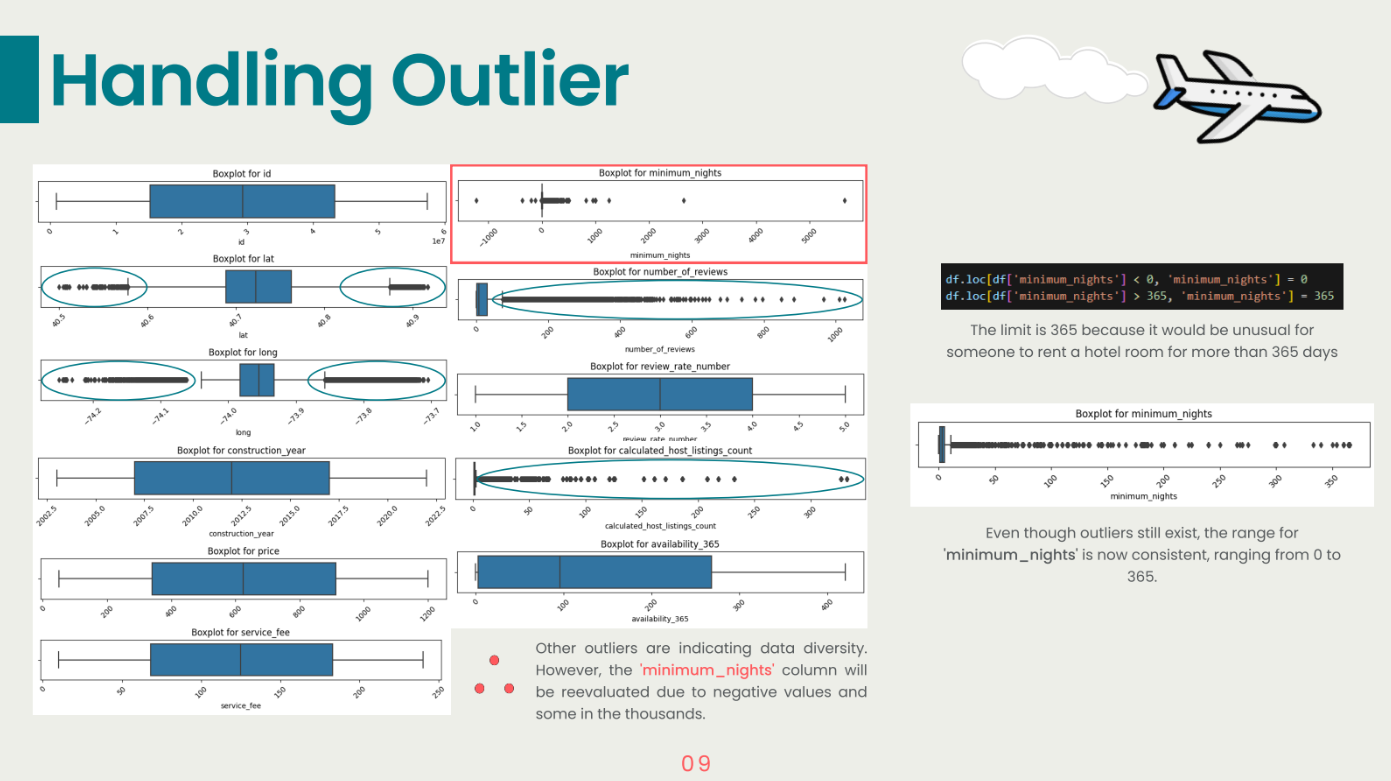 Handling Outlier
Boxplot for id
0 1 2 3 4 5 6
1e7
id
Boxplot for lat
40.5 40.6 40.7 40.8 40.9
lat
Boxplot for long
−74.2 −74.1 −74.0 −73.9 −73.8 −73.7
long
Boxplot for construction_year
2002.5 2005.0 2007.5 2010.0 2012.5 2015.0 2017.5 2020.0 2022.5
construction_year
Boxplot for price
0 200 400 600 800 1000 1200
Boxplot for service_fee
0 50 100 150 200 250
service_fee
Boxplot for minimum_nights
−1000 0 1000 2000 3000 4000 5000
minimum_nights
Boxplot for number_of_reviews
0 200 400 600 800 1000
number_of_reviews
Boxplot for review_rate_number
1.0 1.5 2.0 2.5 3.0 3.5 4.0 4.5 5.0
review_rate_number
Boxplot for calculated_host_listings_count
0 50 100 150 200 250 300
calculated_host_listings_count
Boxplot for availability_365
0 100 200 300 400
availability_365
Other outliers are indicating data diversity.
However, the 'minimum_nights' column will
be reevaluated due to negative values and
some in the thousands.
df.loc[df['minimum_nights'] < 0, 'minimum_nights'] = 0
df.loc[df['minimum_nights'] > 365, 'minimum_nights'] = 365
The limit is 365 because it would be unusual for
someone to rent a hotel room for more than 365 days
Boxplot for minimum_nights
0 50 100 150 200 250 300 350
minimum_nights
Even though outliers still exist, the range for
'minimum_nights' is now consistent, ranging from 0 to
365.
09